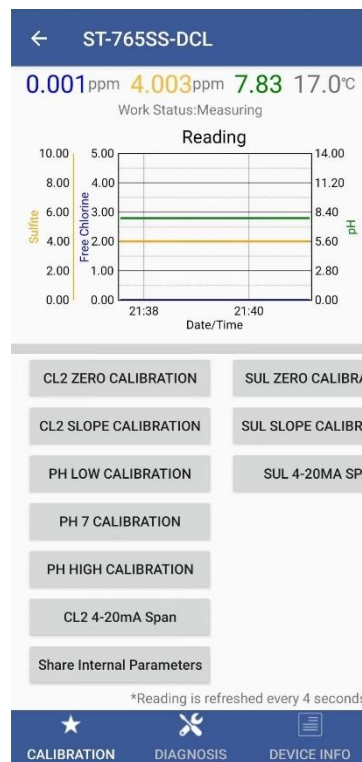 ← ST-765SS-DCL
0.001ppm 4.003ppm 7.83 17.0℃
Work Status:Measuring
Reading
10.00 5.00 14.00
8.00 4.00 11.20
6.00 3.00 8.40
4.00 2.00 5.60
2.00 1.00 2.80
0.00 0.00 0.00
Sulfite
Free Chlorine
pH
21:38 21:40
Date/Time
CL2 ZERO CALIBRATION SUL ZERO CALIBRA
CL2 SLOPE CALIBRATION SUL SLOPE CALIBR
PH LOW CALIBRATION SUL 4-20MA SP
PH 7 CALIBRATION
PH HIGH CALIBRATION
CL2 4-20mA Span
Share Internal Parameters
*Reading is refreshed every 4 seconds
CALIBRATION DIAGNOSIS DEVICE INFO